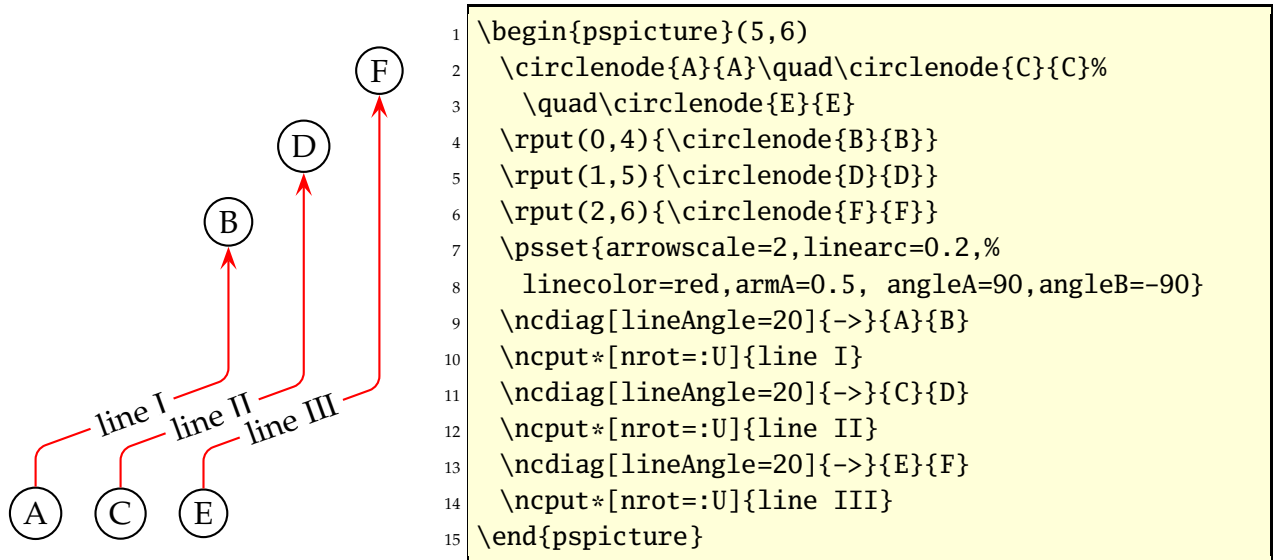 F
D
B
line I
line II
line III
A
C
E
1 \begin{pspicture}(5,6)
2 \circlenode{A}{A}\quad\circlenode{C}{C}%
3 \quad\circlenode{E}{E}
4 \rput(0,4){\circlenode{B}{B}}
5 \rput(1,5){\circlenode{D}{D}}
6 \rput(2,6){\circlenode{F}{F}}
7 \psset{arrowscale=2,linearc=0.2,%
8 linecolor=red,armA=0.5, angleA=90,angleB=-90}
9 \ncdiag[lineAngle=20]{->}{A}{B}
10 \ncput*[nrot=:U]{line I}
11 \ncdiag[lineAngle=20]{->}{C}{D}
12 \ncput*[nrot=:U]{line II}
13 \ncdiag[lineAngle=20]{->}{E}{F}
14 \ncput*[nrot=:U]{line III}
15 \end{pspicture}